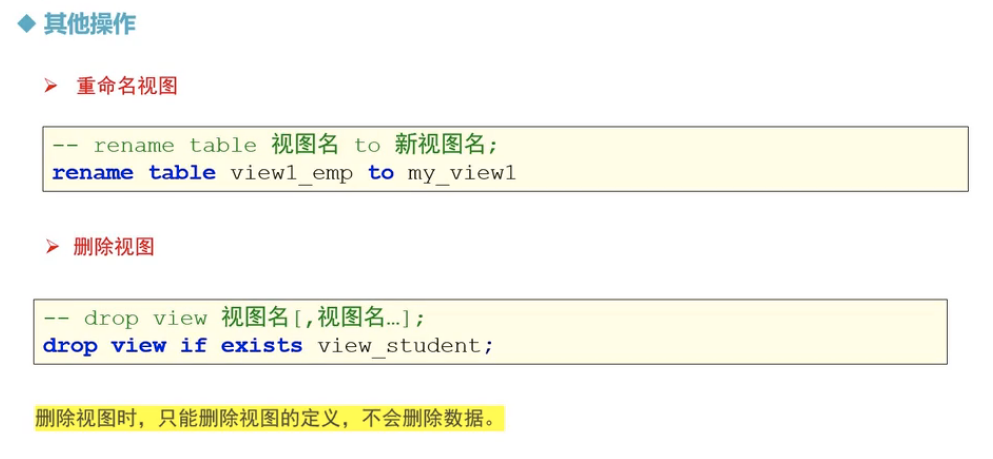 其他操作
重命名视图
-- rename table 视图名 to 新视图名;
rename table view1_emp to my_view1
删除视图
-- drop view 视图名[,视图名…];
drop view if exists view_student;
删除视图时，只能删除视图的定义，不会删除数据。